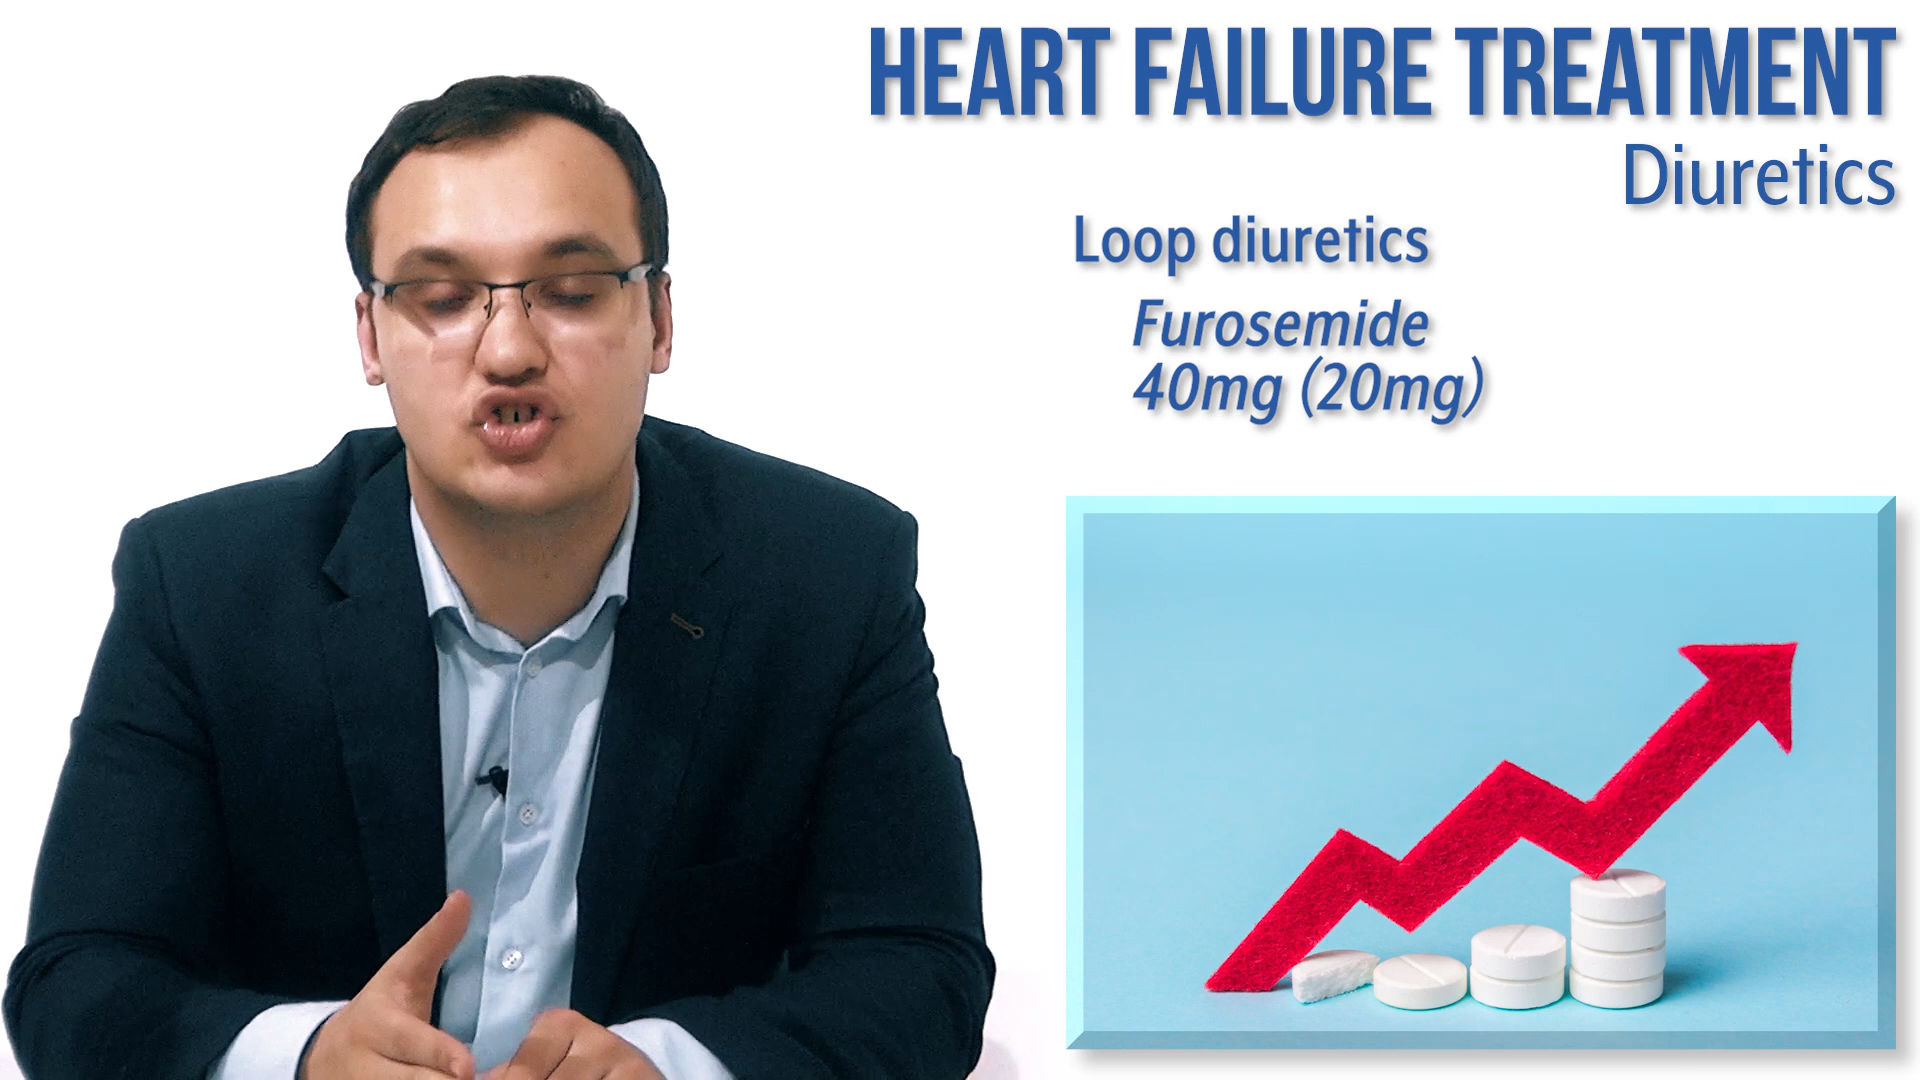 HEART FAILURE TREATMENT
Diuretics
Loop diuretics
Furosemide
40mg (20mg)